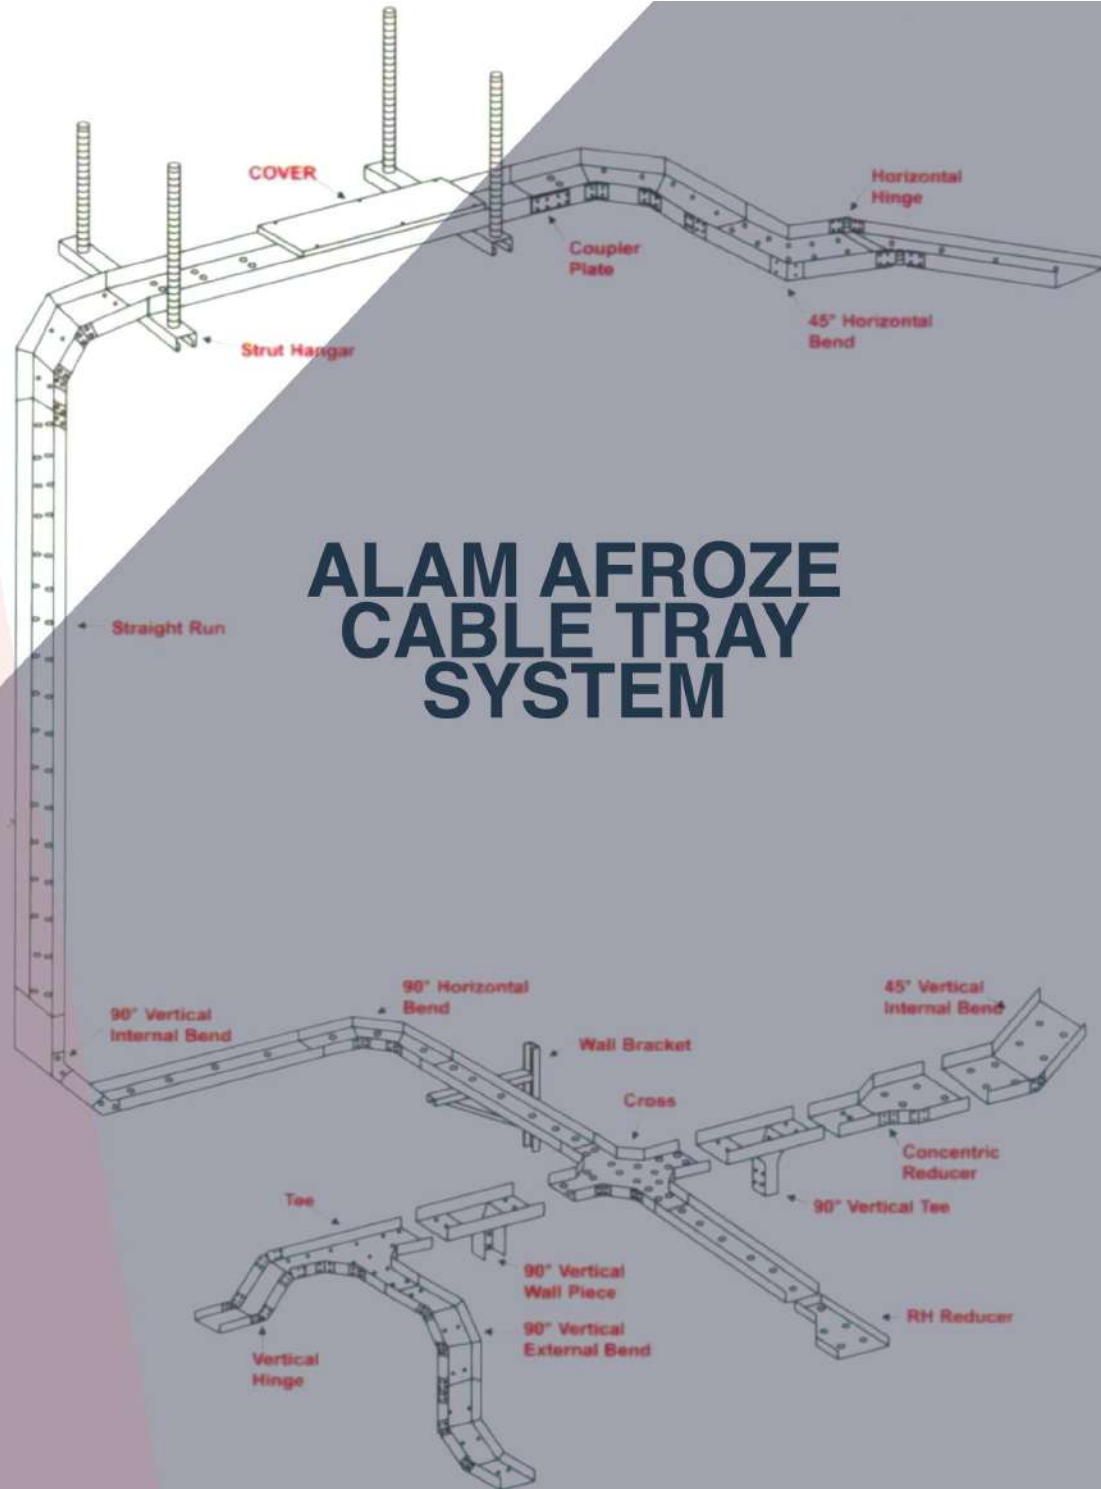 COVER
Horizontal
Hinge
Coupler
Plate
45° Horizontal
Bend
Strut Hangar
ALAM AFROZE
CABLE TRAY
SYSTEM
Straight Run
90° Vertical
Internal Bend
90° Horizontal
Bend
45° Vertical
Internal Bend
Wall Bracket
Cross
Concentric
Reducer
90° Vertical Tee
Tee
90° Vertical
Wall Piece
RH Reducer
90° Vertical
External Bend
Vertical
Hinge